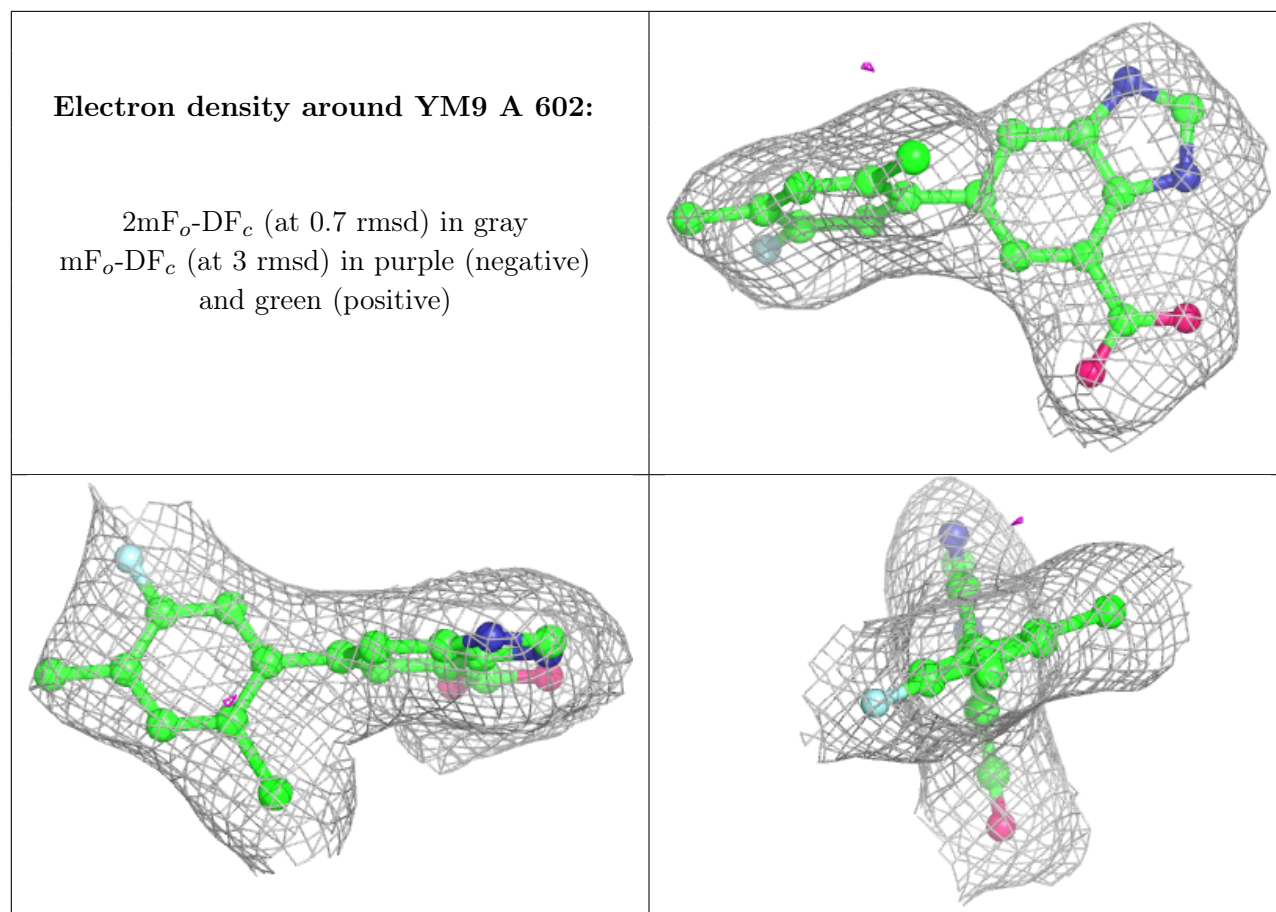 Electron density around YM9 A 602:
2mFo-DFc (at 0.7 rmsd) in gray
mFo-DFc (at 3 rmsd) in purple (negative)
and green (positive)